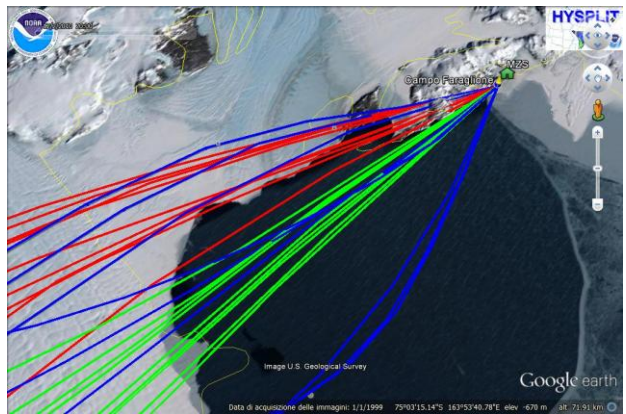 NOAA
HYSPLIT
MZS
Campo Faraglione
Image U.S. Geological Survey
Google earth
Data di acquisizione delle immagini: 1/1/1999 75°03'15.14"S 163°53'40.78"E elev -670 m alt 71.91 km